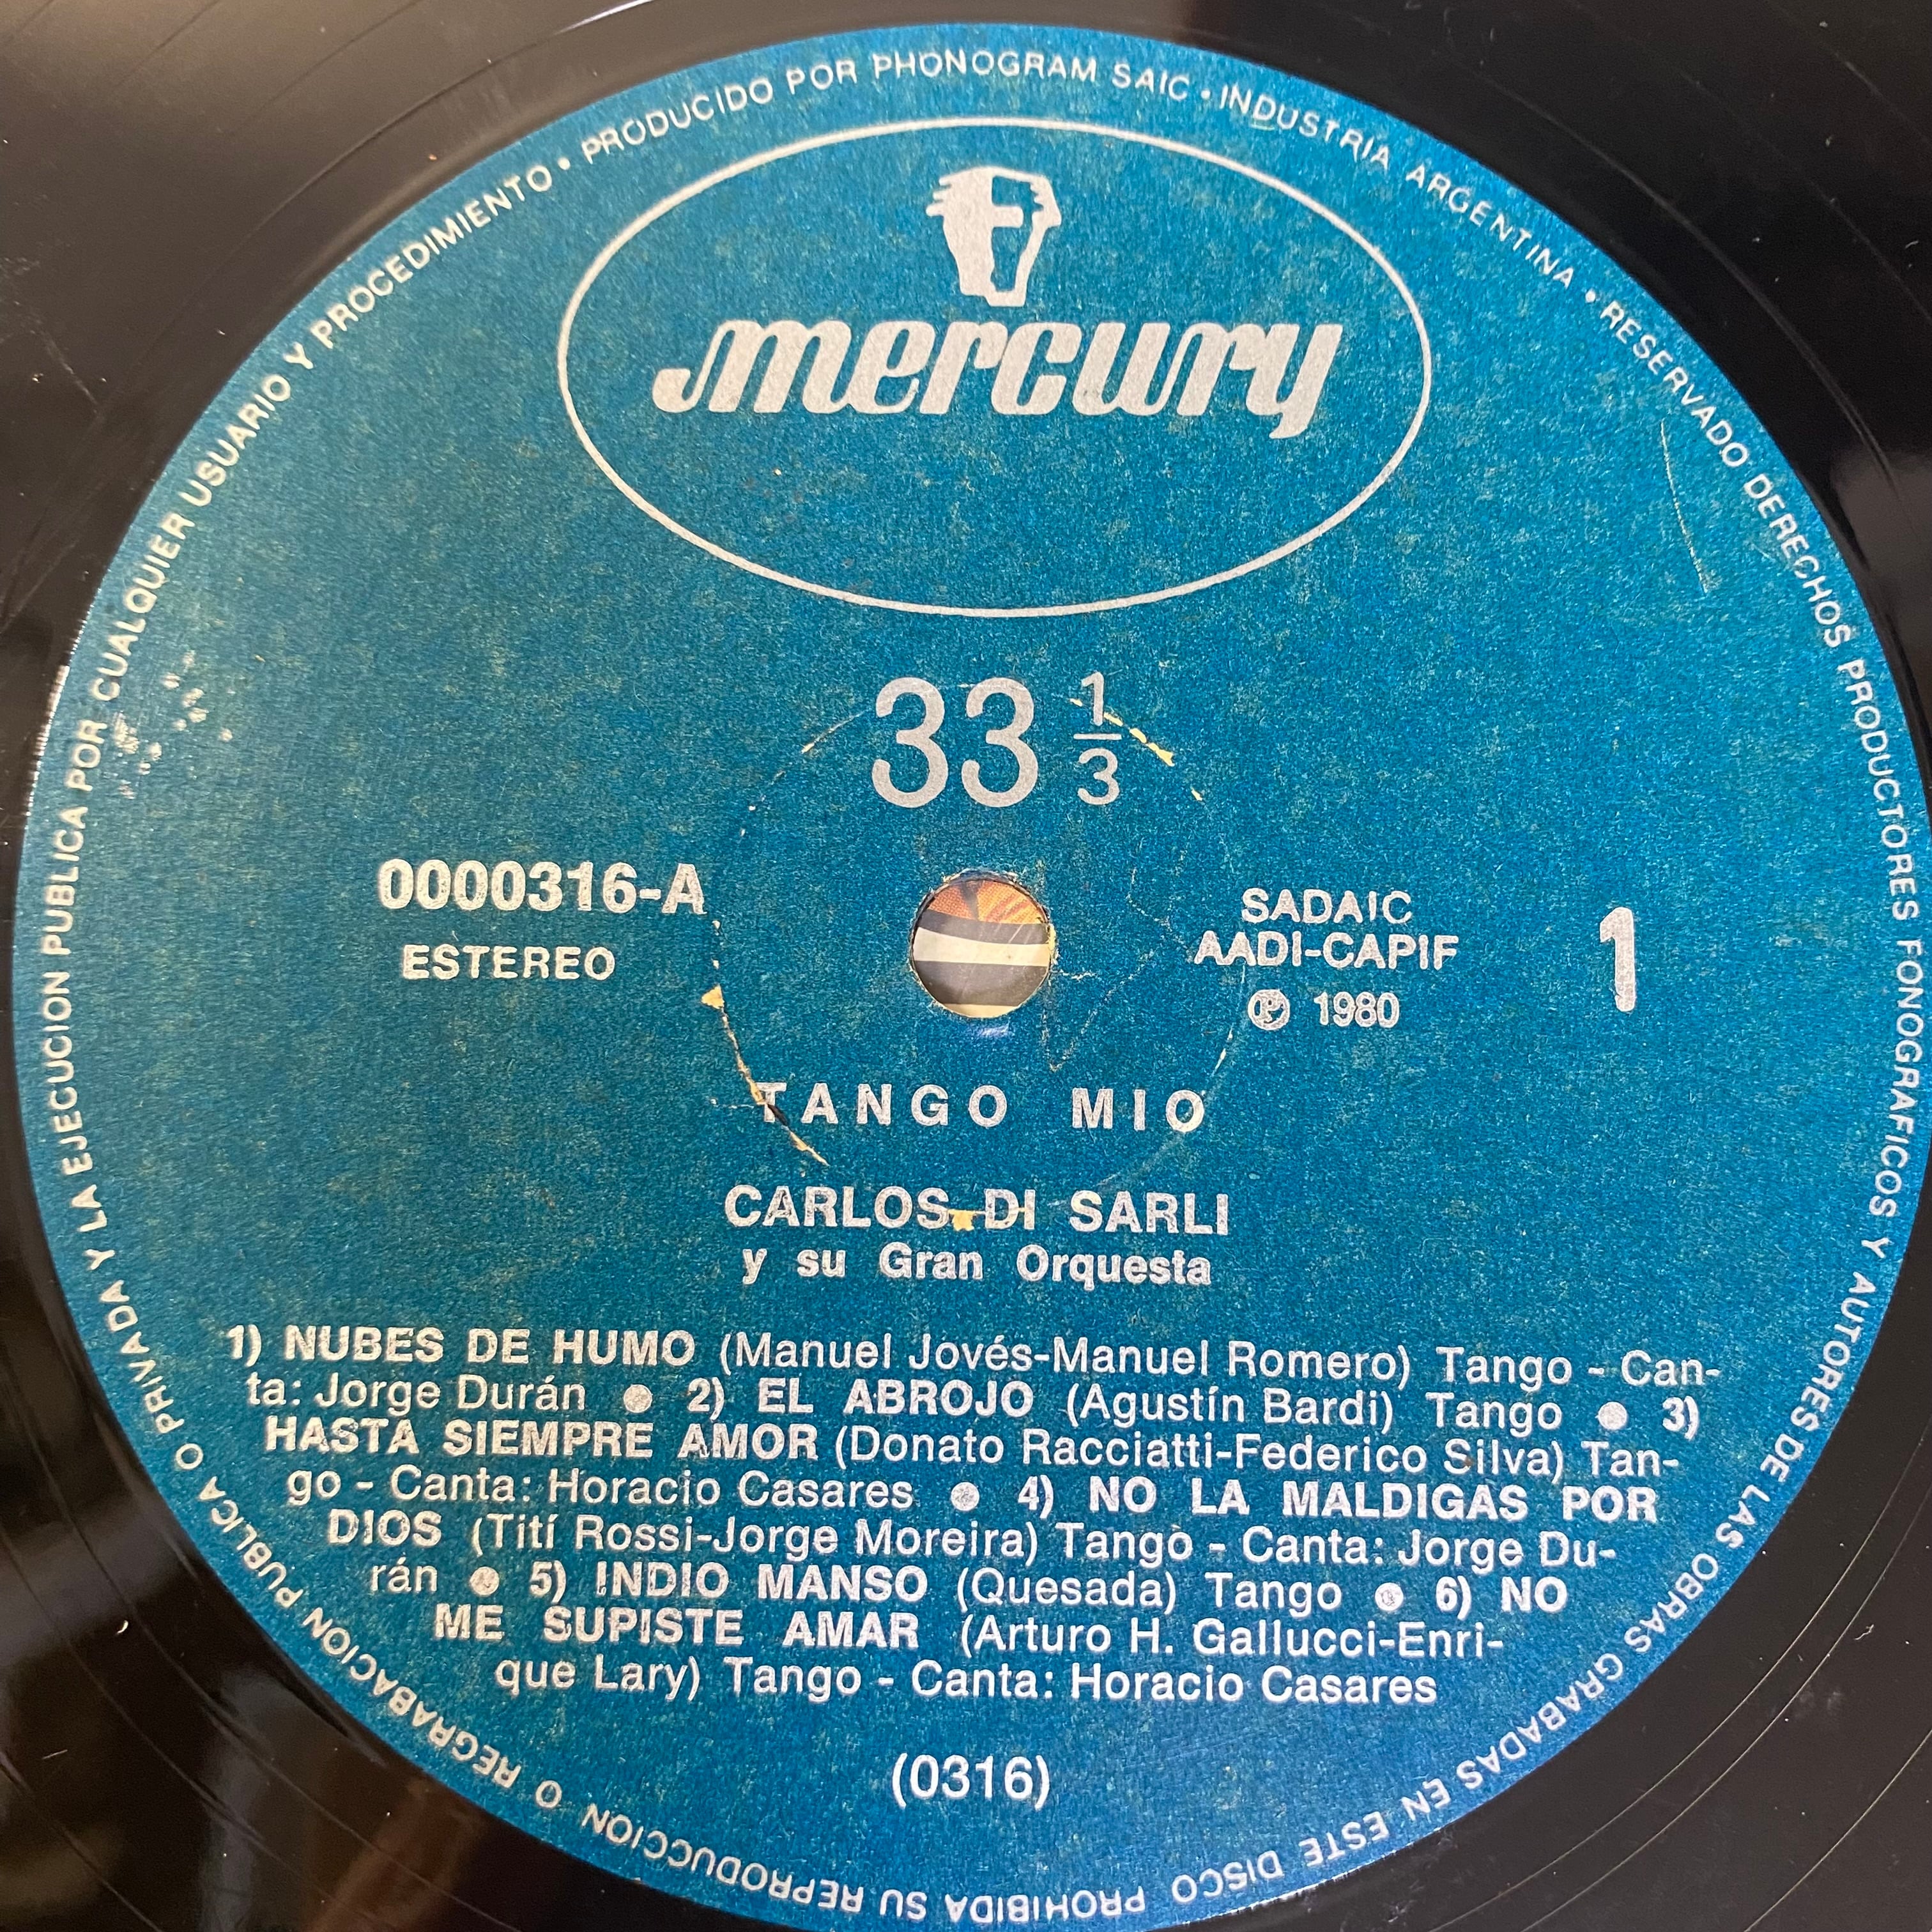 PRODUCIDO POR PHONOGRAM SAIC • INDUSTRIA ARGENTINA • RESERVADO DERECHOS PRODUCTORES FONOGRAFICOS Y AUTORES DE LAS OBRAS GRABADAS EN ESTE DISCO PROHIBIDA SU REPRODUCCION O REGRABACION PUBLICA O PRIVADA Y LA EJECUCION PUBLICA POR CUALQUIER USUARIO Y PROCEDIMIENTO •
mercury
33 1/3
0000316-A
ESTEREO
SADAIC
AADI-CAPIF
℗ 1980
1
TANGO MIO
CARLOS DI SARLI
y su Gran Orquesta
1) NUBES DE HUMO (Manuel Jovés-Manuel Romero) Tango - Can-
ta: Jorge Durán ● 2) EL ABROJO (Agustín Bardi) Tango ● 3)
HASTA SIEMPRE AMOR (Donato Racciatti-Federico Silva) Tan-
go - Canta: Horacio Casares ● 4) NO LA MALDIGAS POR
DIOS (Tití Rossi-Jorge Moreira) Tango - Canta: Jorge Du-
rán ● 5) INDIO MANSO (Quesada) Tango ● 6) NO
ME SUPISTE AMAR (Arturo H. Gallucci-Enri-
que Lary) Tango - Canta: Horacio Casares
(0316)